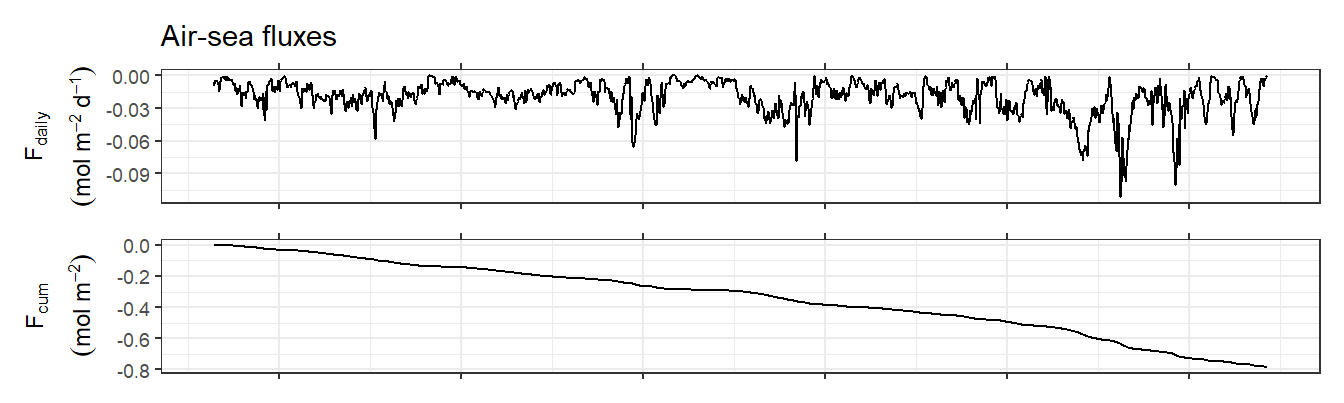 Air-sea fluxes
F_daily
(mol m⁻² d⁻¹)
0.00
-0.03
-0.06
-0.09
F_cum
(mol m⁻²)
0.0
-0.2
-0.4
-0.6
-0.8